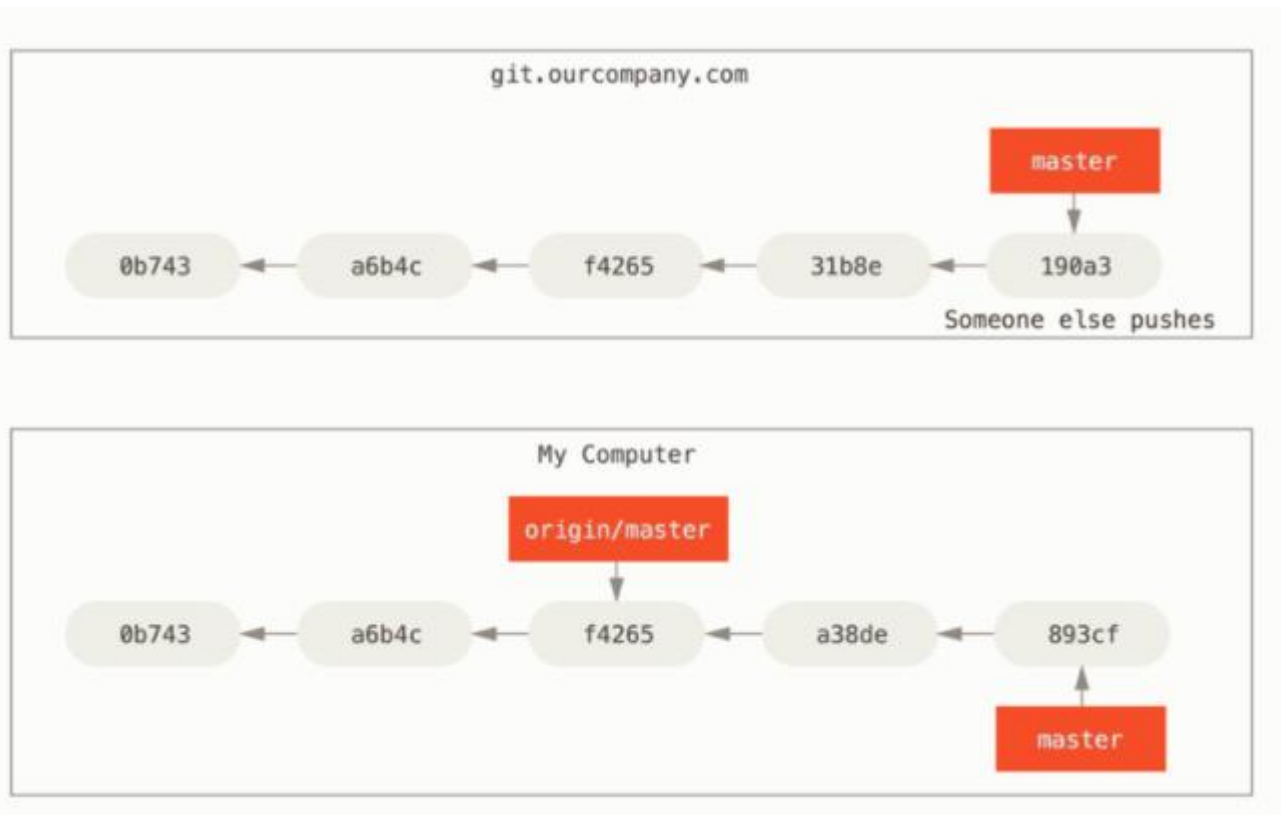 git.ourcompany.com
master
0b743 a6b4c f4265 31b8e 190a3
Someone else pushes
My Computer
origin/master
0b743 a6b4c f4265 a38de 893cf
master